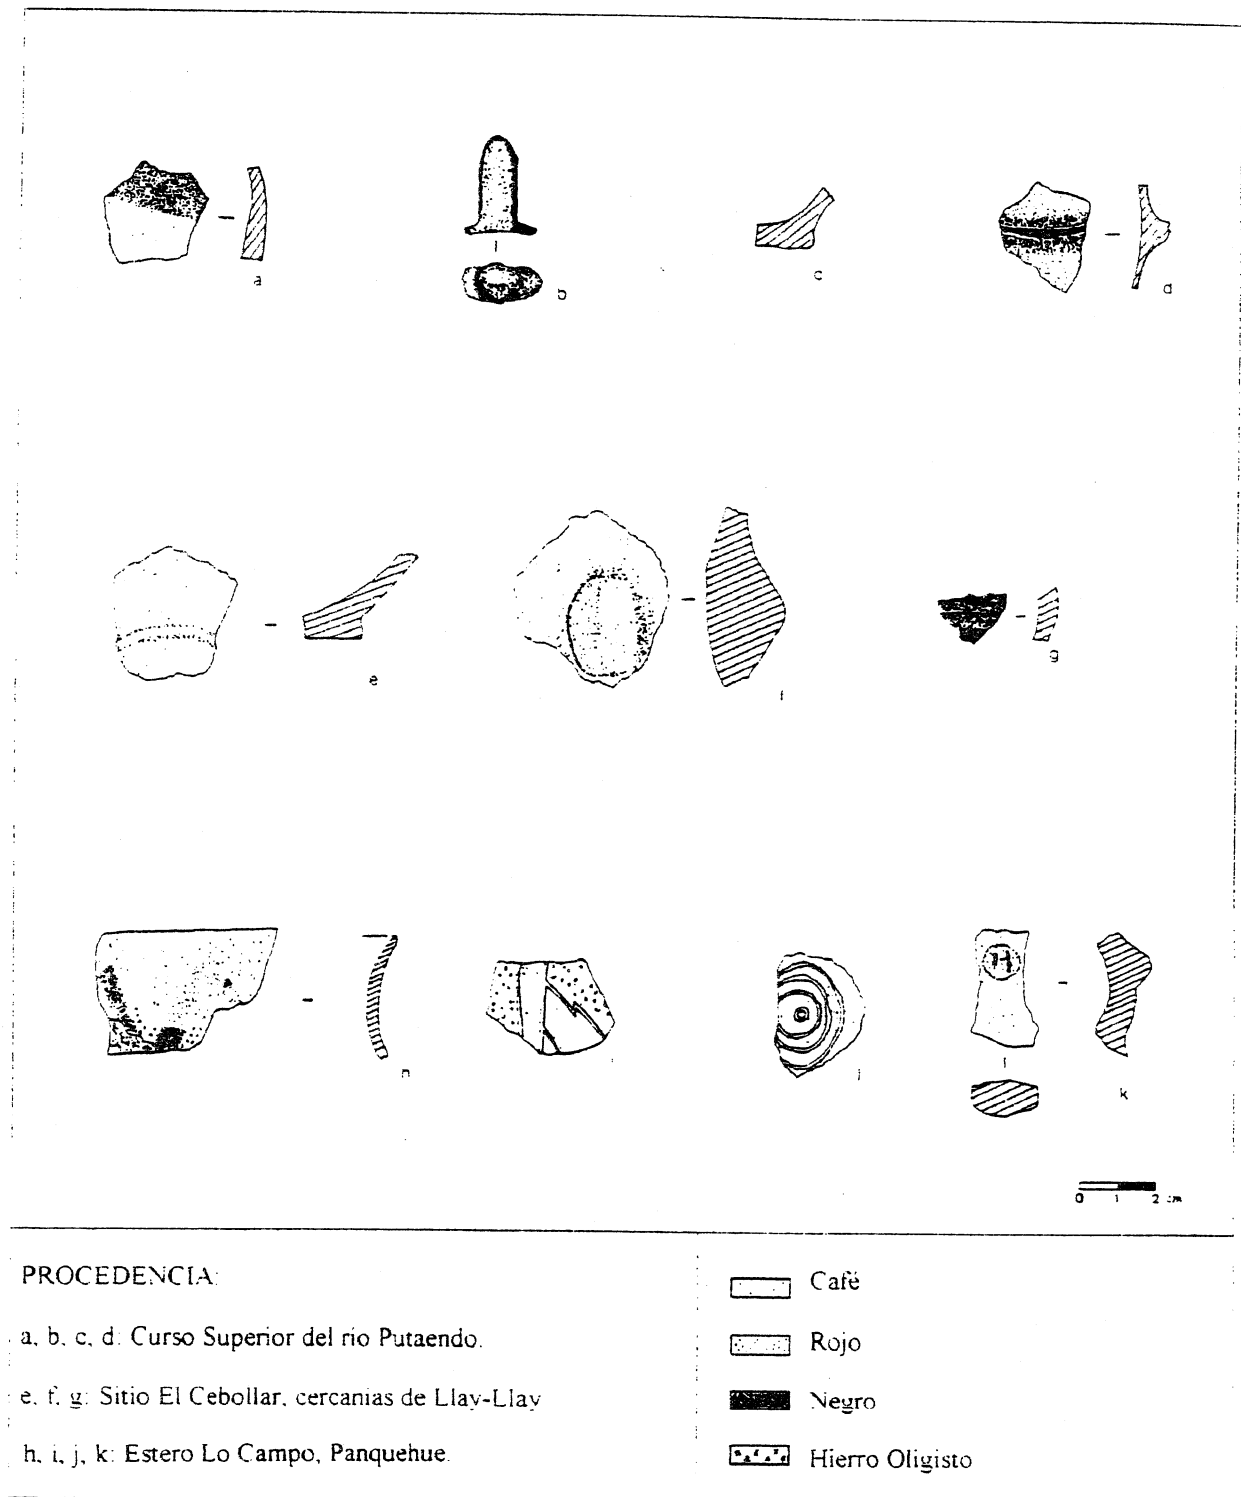 a
b
c
d
e
f
g
h
i
j
k
0 1 2 cm
PROCEDENCIA:
a, b, c, d: Curso Superior del río Putaendo.
e, f, g: Sitio El Cebollar, cercanias de Llay-Llay
h, i, j, k: Estero Lo Campo, Panquehue.
Café
Rojo
Negro
Hierro Oligisto